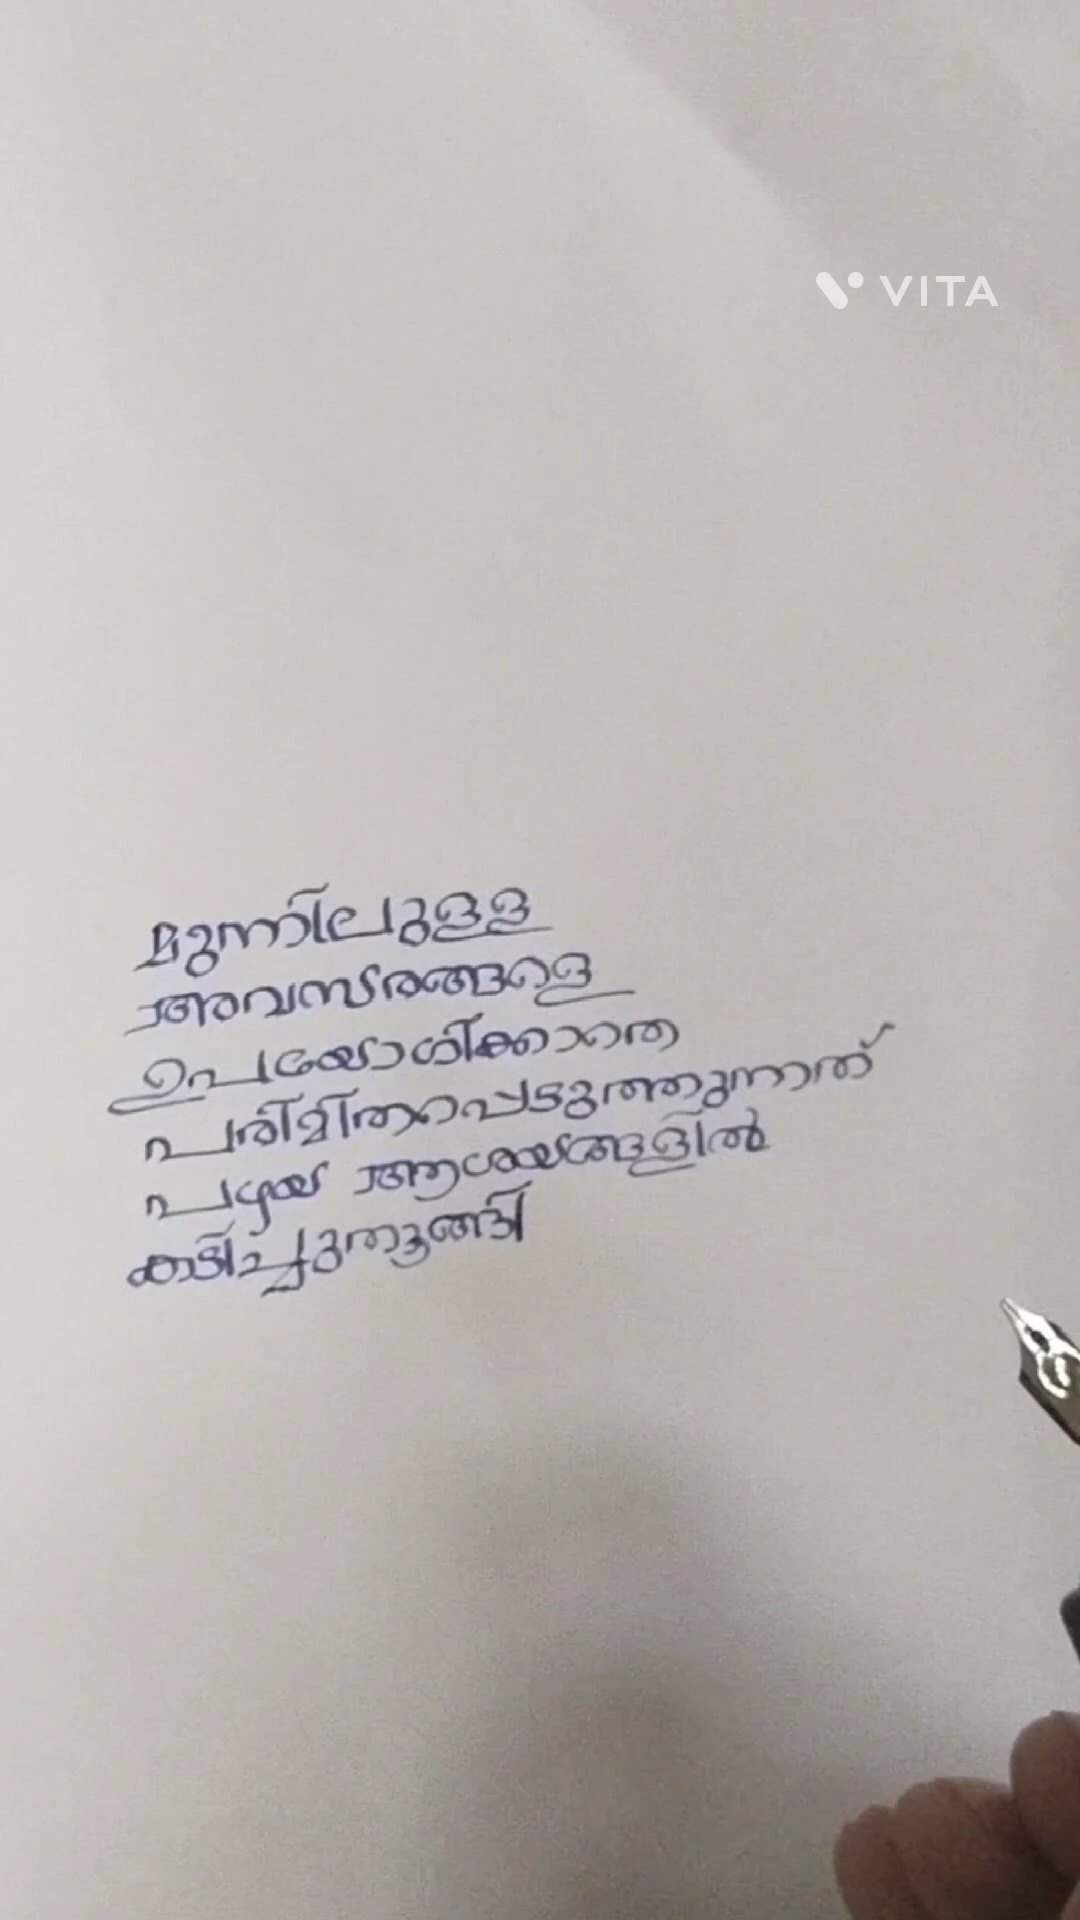 VITA
മുന്നിലുള്ള
അവസരങ്ങളെ
ഉപയോഗിക്കാതെ
പരിമിതപ്പെടുത്തുന്നത്
പഴയ ആശയങ്ങളിൽ
കടിച്ചുതൂങ്ങി